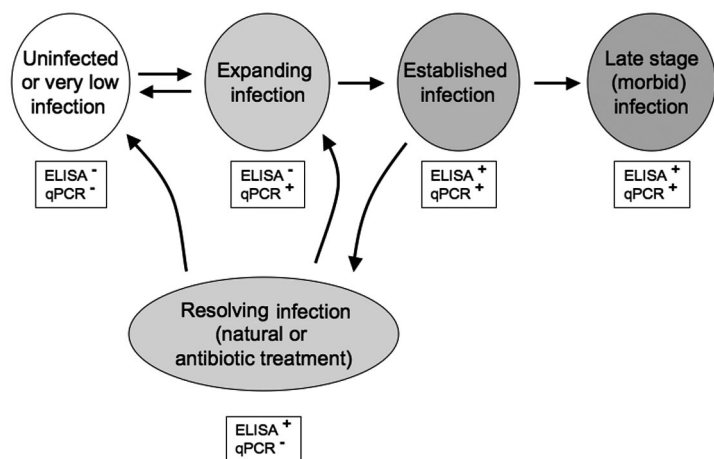 Uninfected
or very low
infection
Expanding
infection
Established
infection
Late stage
(morbid)
infection
ELISA -
qPCR -
ELISA -
qPCR +
ELISA +
qPCR +
ELISA +
qPCR +
Resolving infection
(natural or
antibiotic treatment)
ELISA +
qPCR -